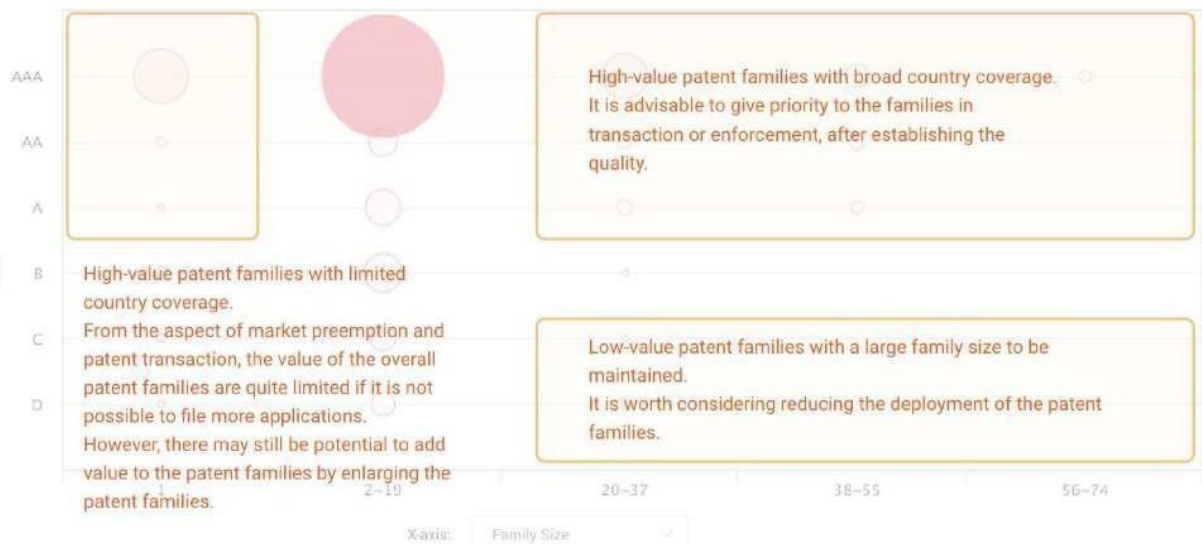 AAA
High-value patent families with broad country coverage.
It is advisable to give priority to the families in
transaction or enforcement, after establishing the
quality.
AA
A
B
High-value patent families with limited
country coverage.
From the aspect of market preemption and
patent transaction, the value of the overall
patent families are quite limited if it is not
possible to file more applications.
However, there may still be potential to add
value to the patent families by enlarging the
patent families.
C
Low-value patent families with a large family size to be
maintained.
It is worth considering reducing the deployment of the patent
families.
D
1
2~19
20~37
38~55
56~74
X-axis: Family Size